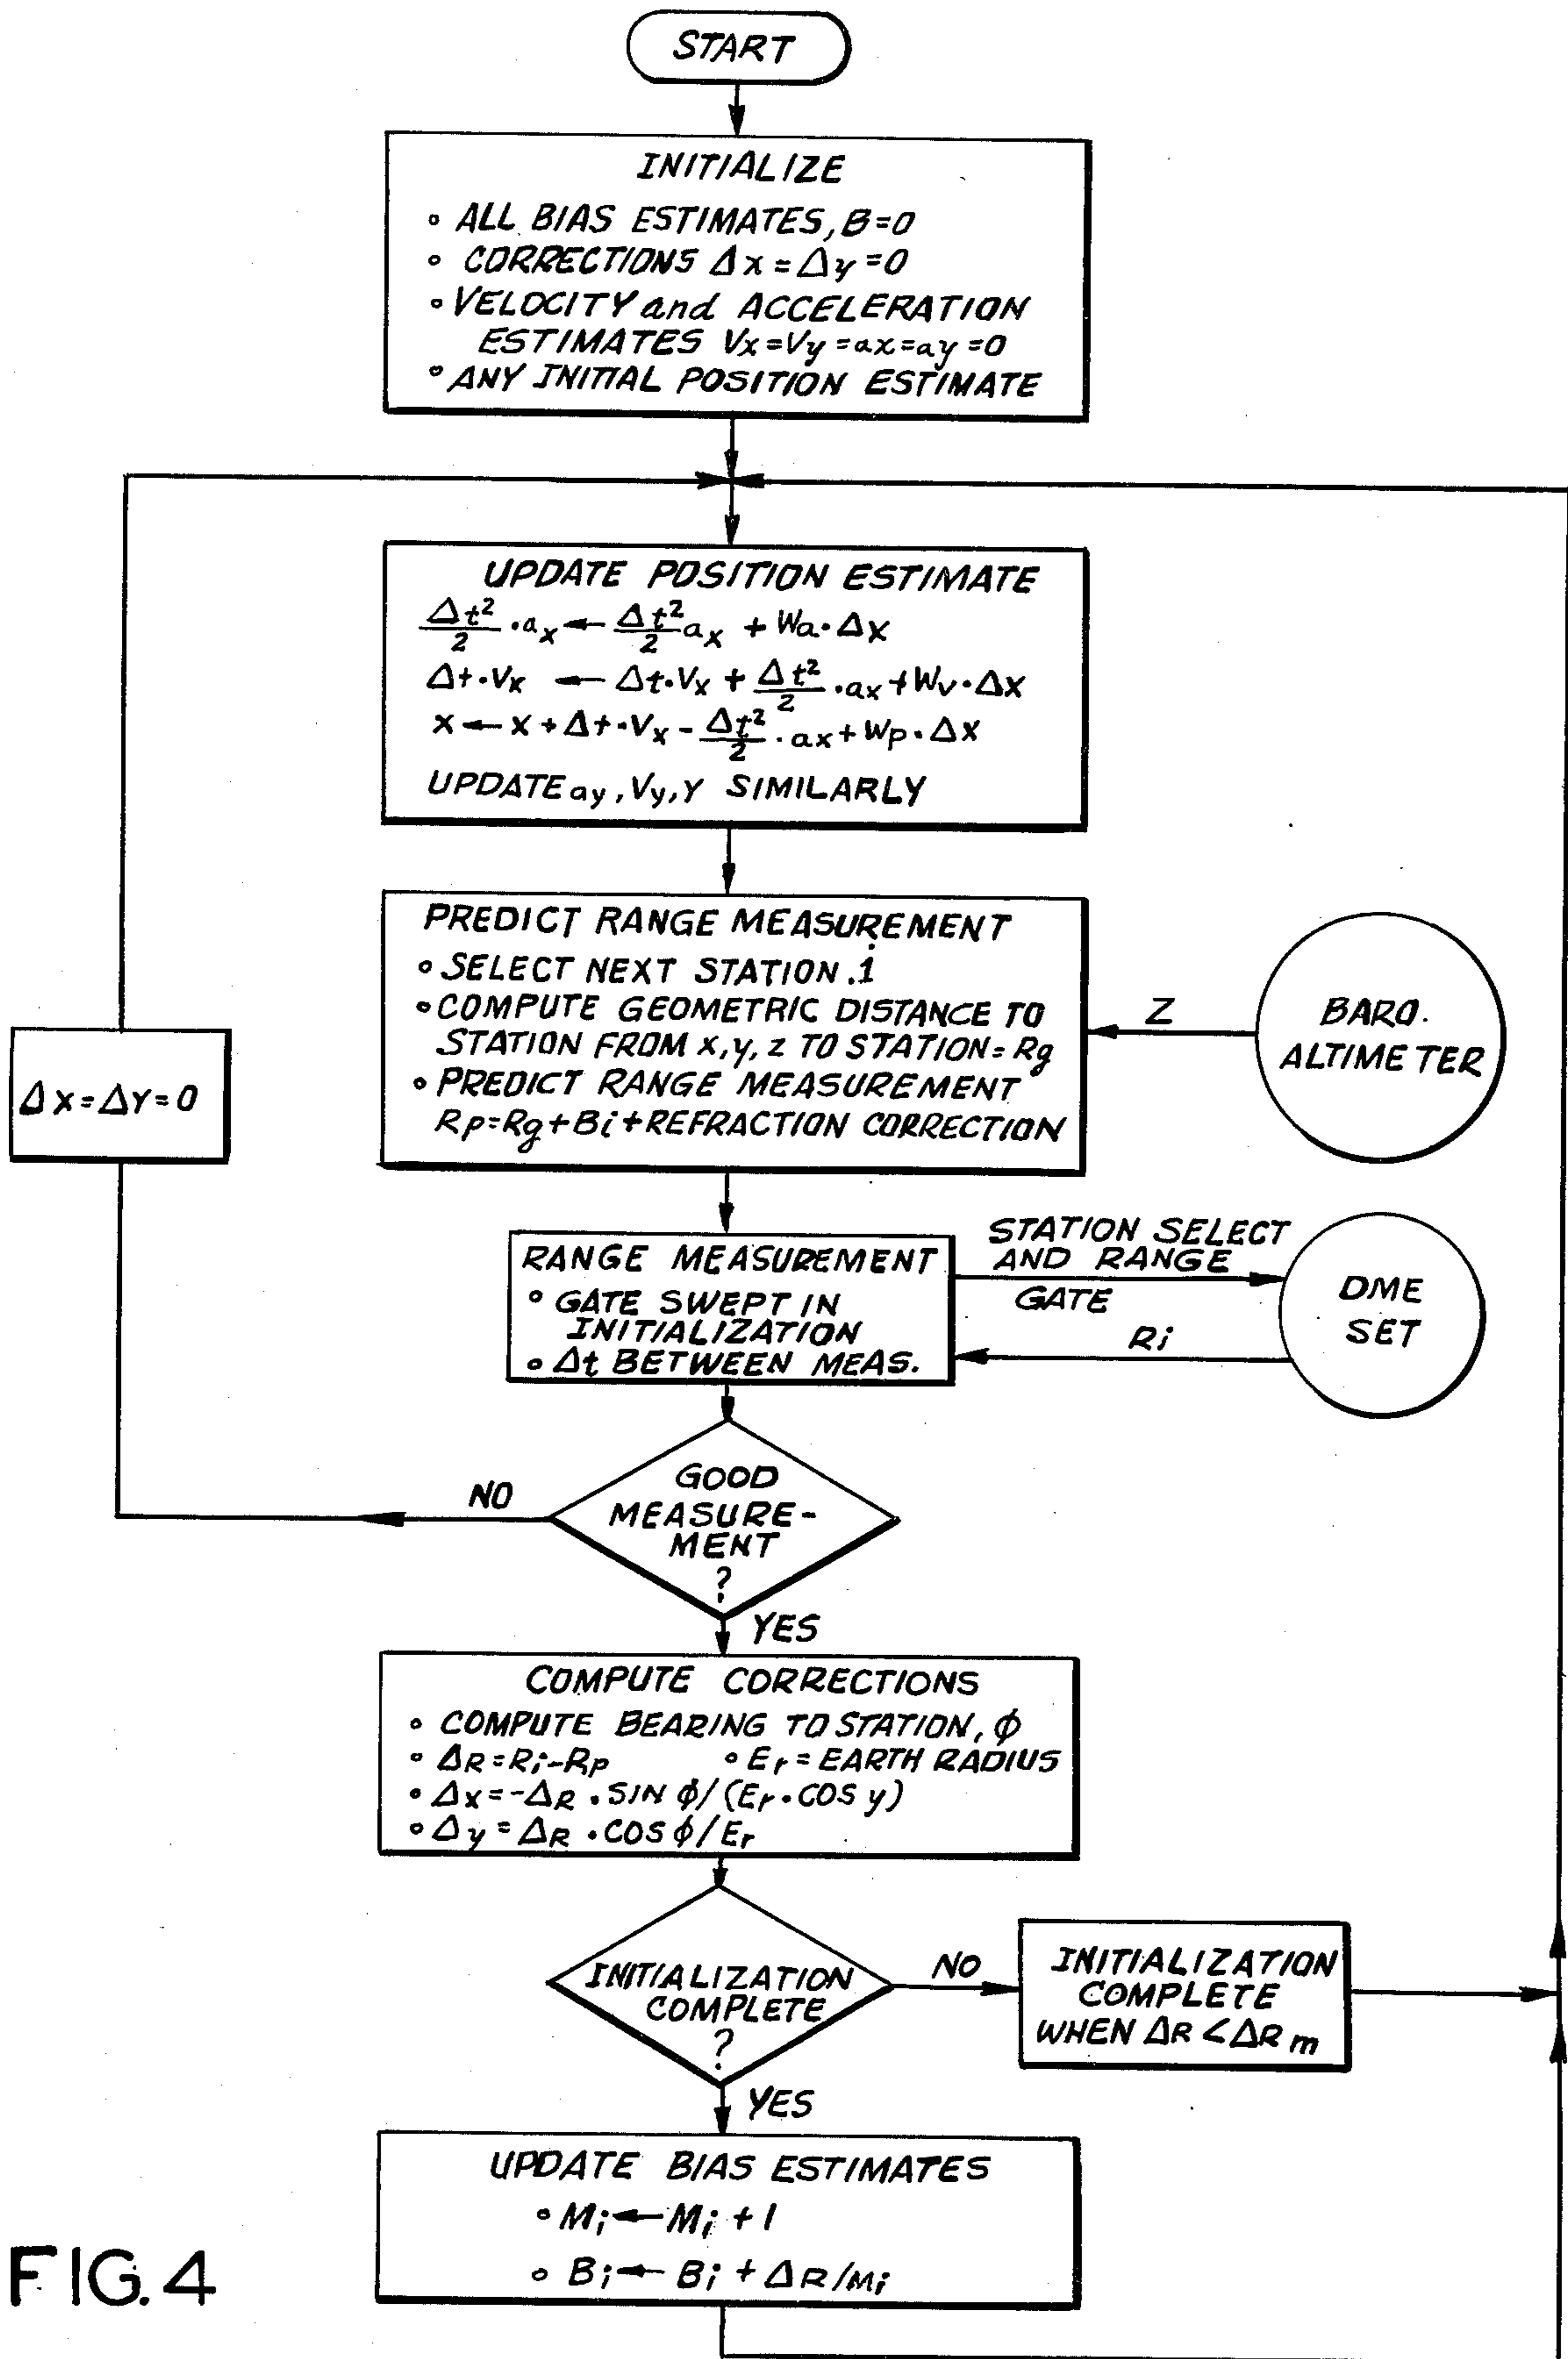 START
INITIALIZE
∘ ALL BIAS ESTIMATES, B=0
∘ CORRECTIONS Δx=Δy=0
∘ VELOCITY and ACCELERATION
ESTIMATES Vx=Vy=ax=ay=0
∘ ANY INITIAL POSITION ESTIMATE
UPDATE POSITION ESTIMATE
Δt²/2 · ax ← Δt²/2 ax + Wa · ΔX
Δt · Vx ← Δt · Vx + Δt²/2 · ax + Wv · ΔX
x ← x + Δt · Vx - Δt²/2 · ax + Wp · ΔX
UPDATE ay, Vy, Y SIMILARLY
PREDICT RANGE MEASUREMENT
∘ SELECT NEXT STATION . i
∘ COMPUTE GEOMETRIC DISTANCE TO
STATION FROM x, y, z TO STATION = Rg
∘ PREDICT RANGE MEASUREMENT
Rp = Rg + Bi + REFRACTION CORRECTION
Z
BARO.
ALTIMETER
ΔX = ΔY = 0
RANGE MEASUREMENT
∘ GATE SWEPT IN
INITIALIZATION
∘ Δt BETWEEN MEAS.
STATION SELECT
AND RANGE
GATE
Ri
DME
SET
GOOD
MEASURE-
MENT
?
NO
YES
COMPUTE CORRECTIONS
∘ COMPUTE BEARING TO STATION, ϕ
∘ ΔR = Ri - Rp ∘ Er = EARTH RADIUS
∘ Δx = -ΔR · SIN ϕ / (Er · COS y)
∘ Δy = ΔR · COS ϕ / Er
INITIALIZATION
COMPLETE
?
NO
INITIALIZATION
COMPLETE
WHEN ΔR < ΔR m
YES
UPDATE BIAS ESTIMATES
∘ Mi ← Mi + 1
∘ Bi ← Bi + ΔR/Mi
FIG. 4